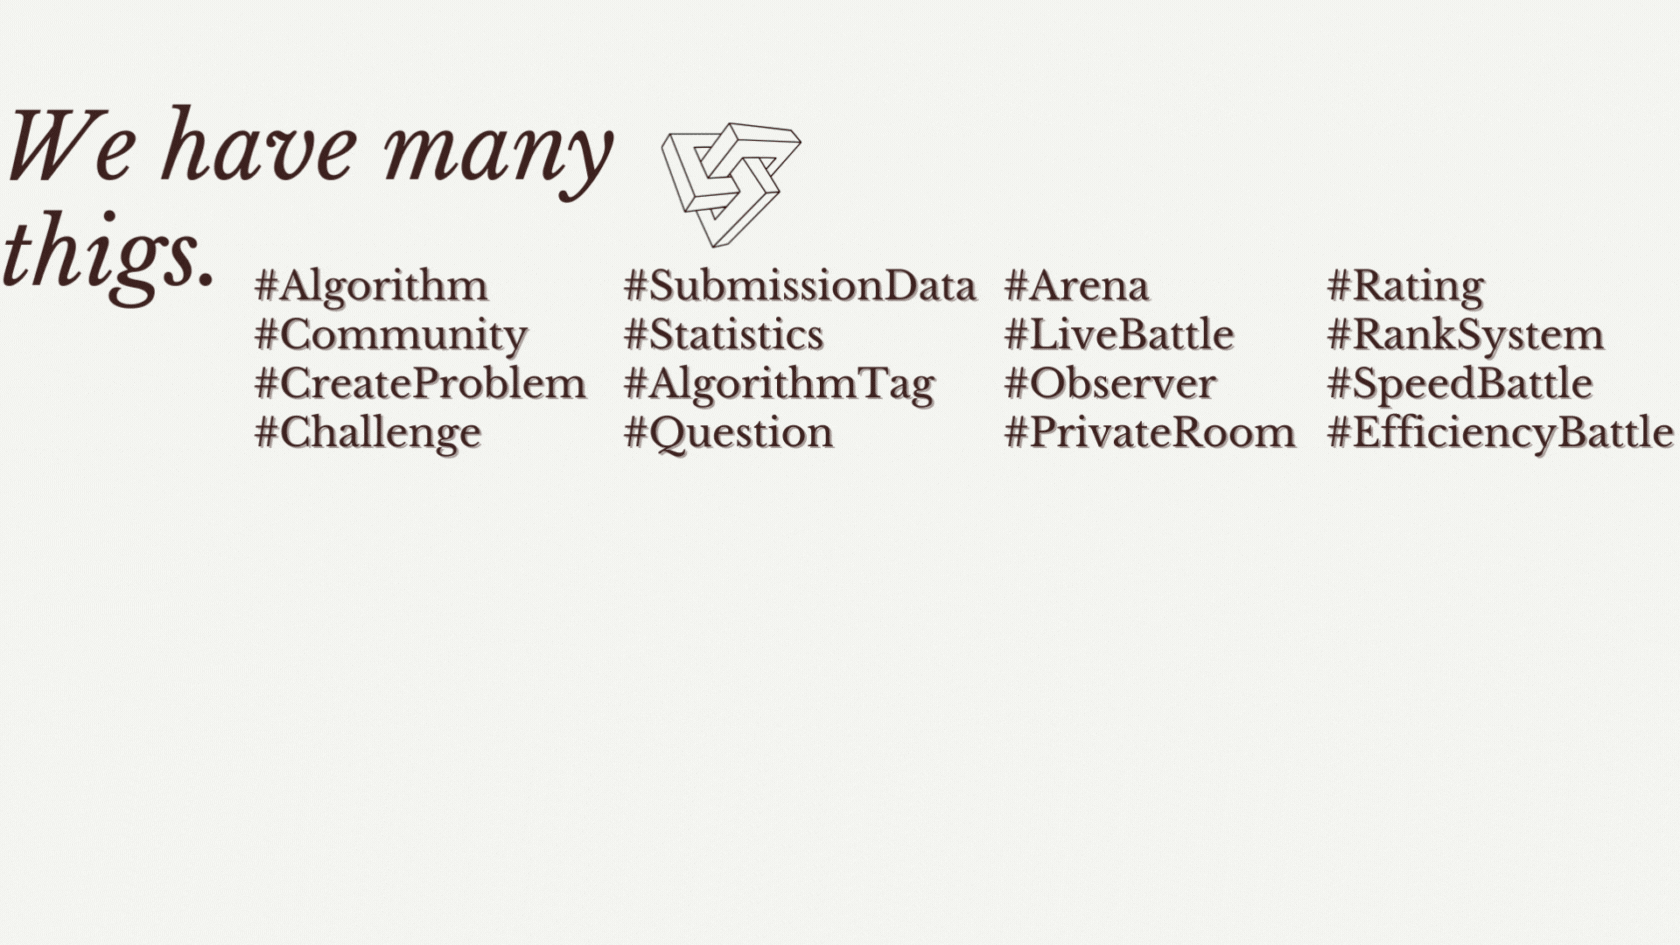 We have many
thigs.
#Algorithm
#Community
#CreateProblem
#Challenge
#SubmissionData
#Statistics
#AlgorithmTag
#Question
#Arena
#LiveBattle
#Observer
#PrivateRoom
#Rating
#RankSystem
#SpeedBattle
#EfficiencyBattle